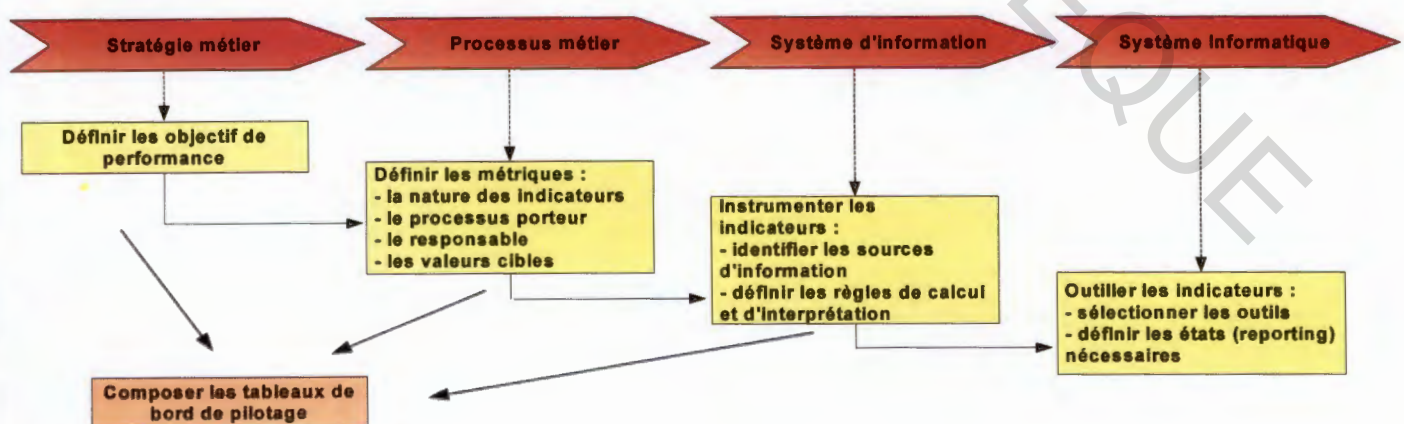 Stratégie métier
Processus métier
Système d'information
Système Informatique
Définir les objectif de
performance
Définir les métriques :
- la nature des indicateurs
- le processus porteur
- le responsable
- les valeurs cibles
Instrumenter les
indicateurs :
- identifier les sources
d'information
- définir les règles de calcul
et d'interprétation
Outiller les indicateurs :
- sélectionner les outils
- définir les états (reporting)
nécessaires
Composer les tableaux de
bord de pilotage
EQUE